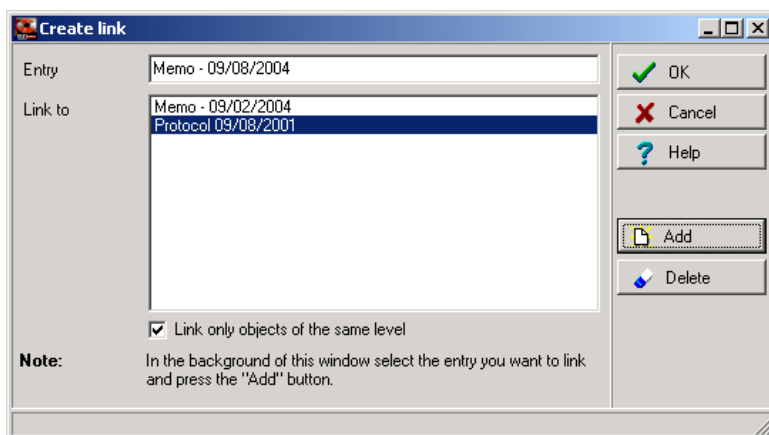 Create link
Entry
Memo - 09/08/2004
Link to
Memo - 09/02/2004
Protocol 09/08/2001
Link only objects of the same level
Note:
In the background of this window select the entry you want to link
and press the "Add" button.
OK
Cancel
Help
Add
Delete